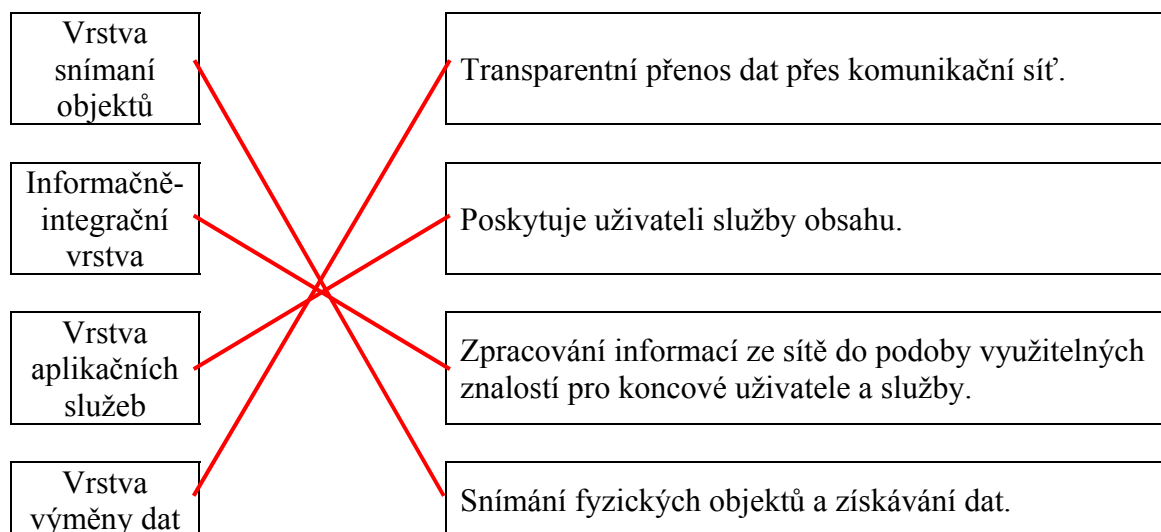 Vrstva
snímaní
objektů
Transparentní přenos dat přes komunikační síť.
Informačně-
integrační
vrstva
Poskytuje uživateli služby obsahu.
Vrstva
aplikačních
služeb
Zpracování informací ze sítě do podoby využitelných
znalostí pro koncové uživatele a služby.
Vrstva
výměny dat
Snímání fyzických objektů a získávání dat.